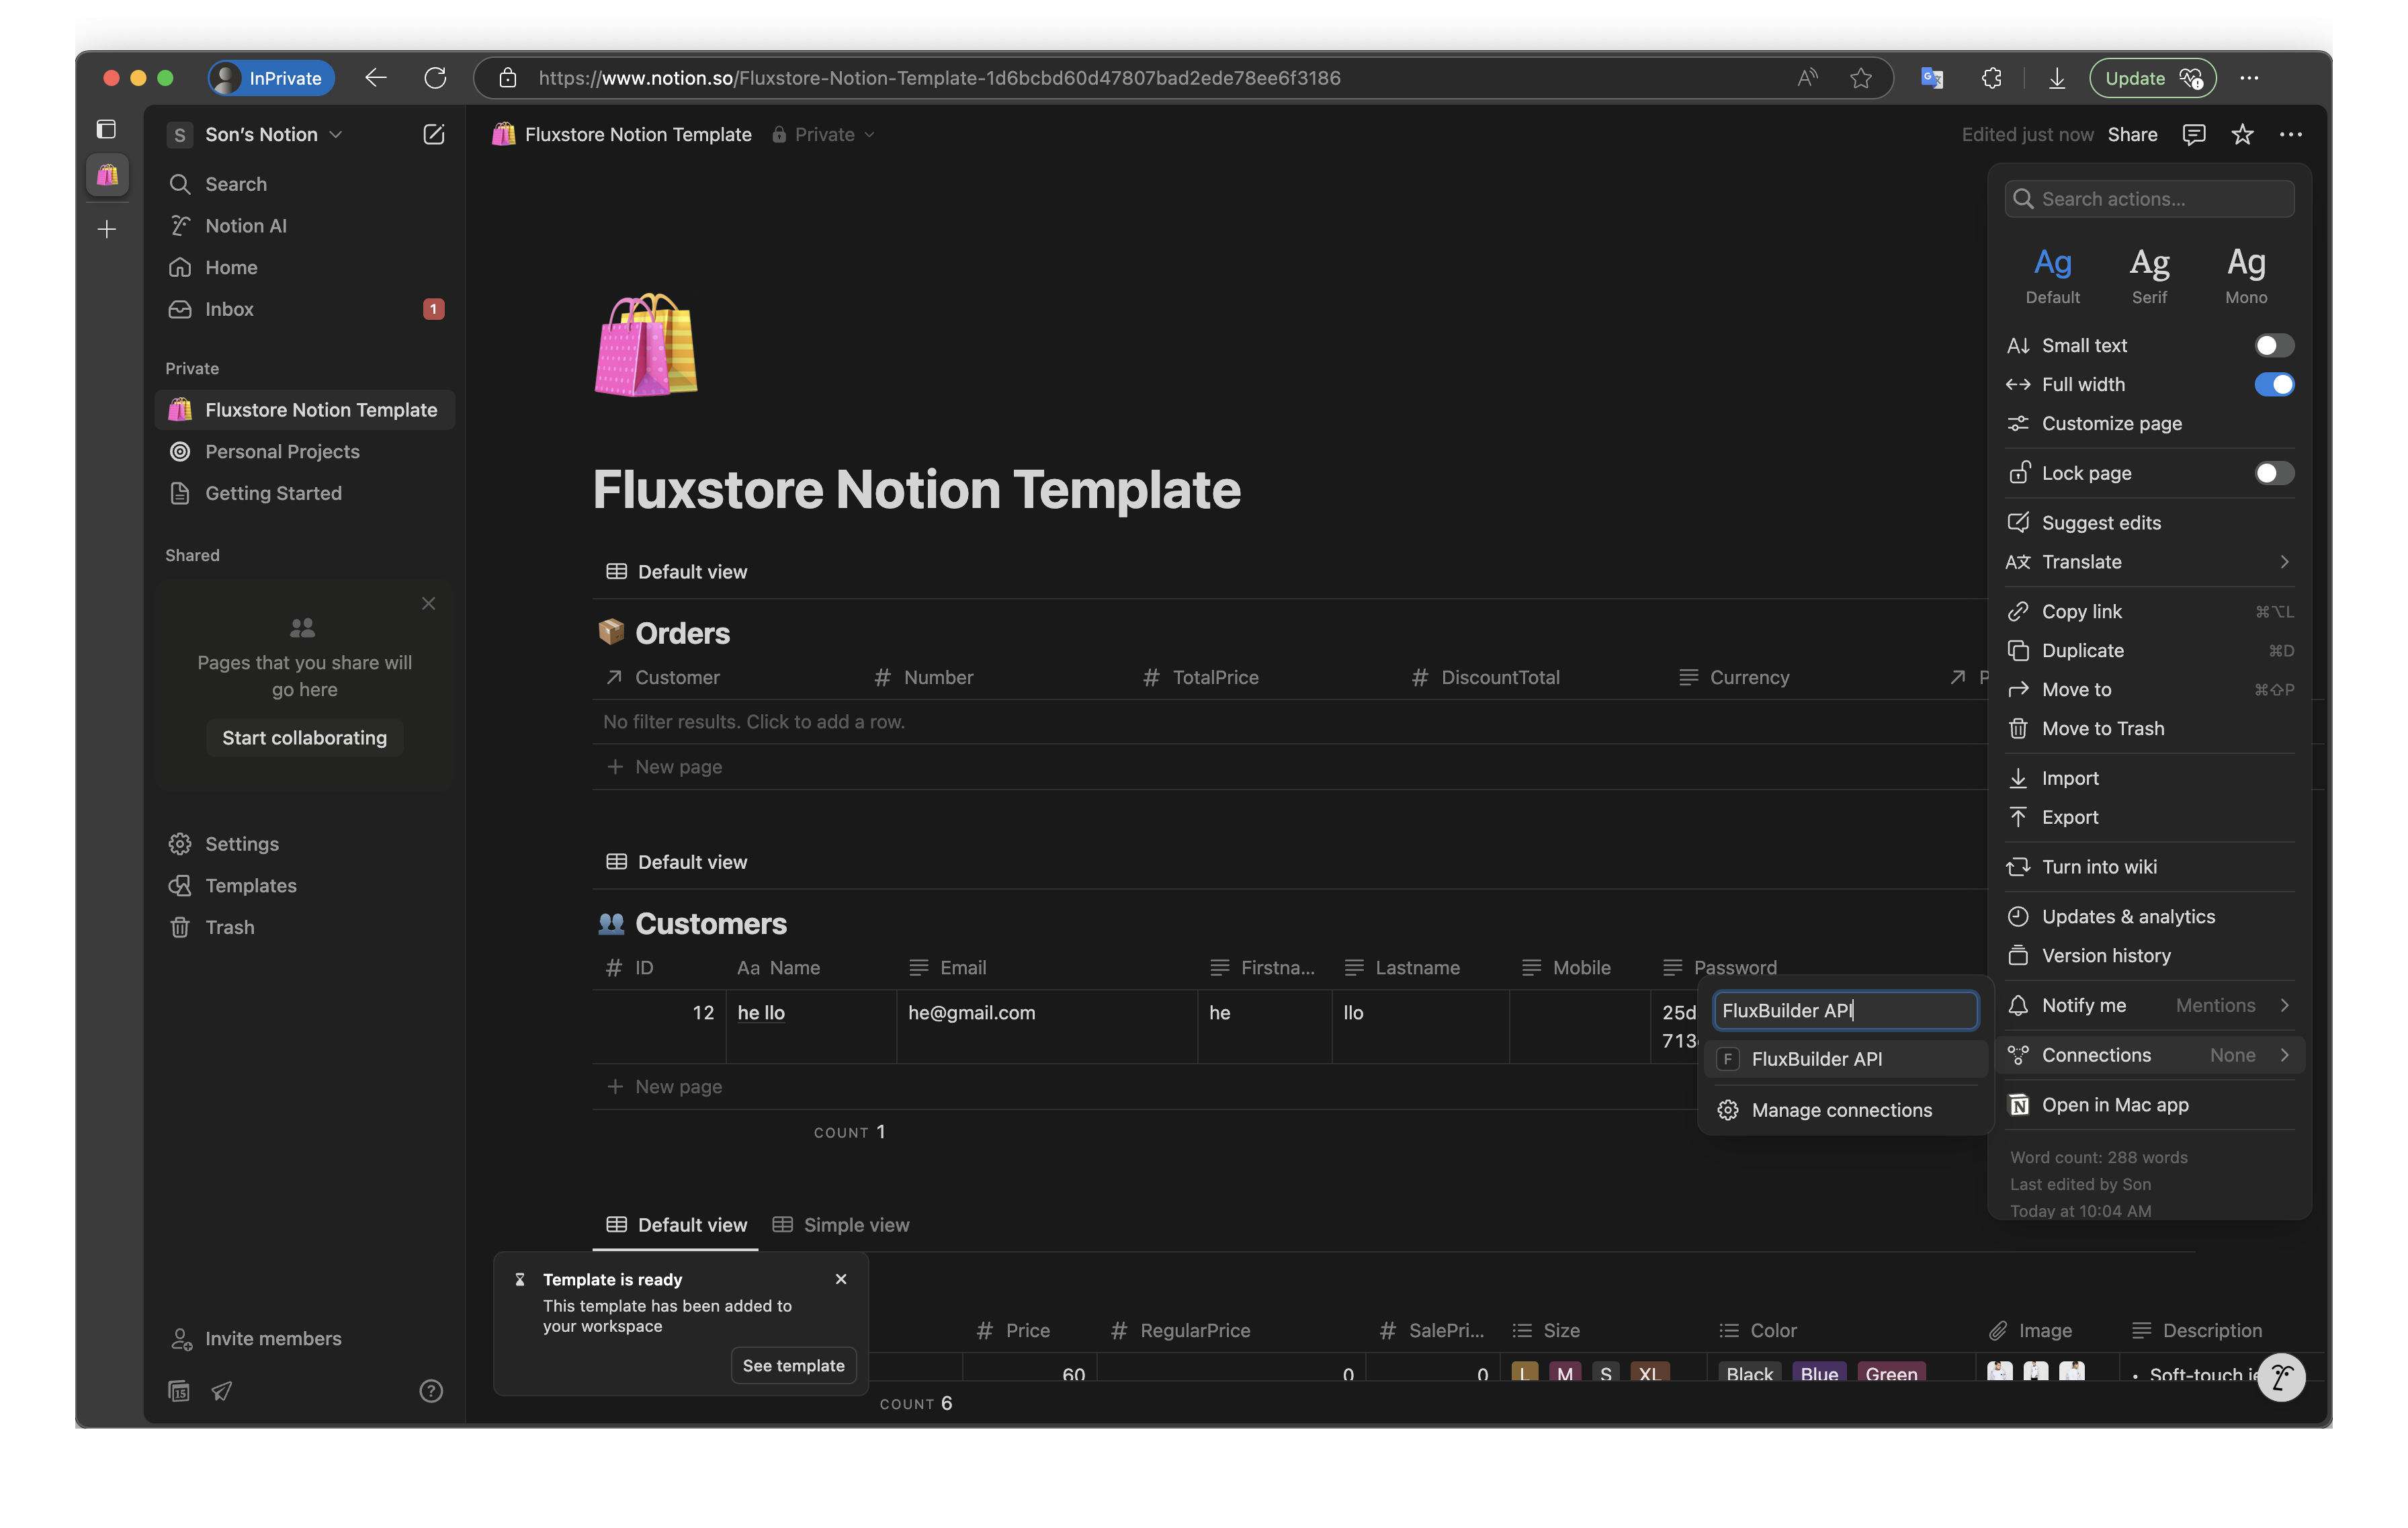 InPrivate
https://www.notion.so/Fluxstore-Notion-Template-1d6bcbd60d47807bad2ede78ee6f3186
Update
S Son's Notion
Search
Notion AI
Home
Inbox 1
Private
Fluxstore Notion Template
Personal Projects
Getting Started
Shared
Pages that you share will
go here
Start collaborating
Settings
Templates
Trash
Invite members
15
Fluxstore Notion Template Private
Edited just now Share
Fluxstore Notion Template
Default view
Orders
Customer # Number # TotalPrice # DiscountTotal Currency P
No filter results. Click to add a row.
+ New page
Default view
Customers
# ID Aa Name Email Firstna... Lastname Mobile Password
12 he llo he@gmail.com he llo 25d
713
+ New page
COUNT 1
Default view Simple view
# Price # RegularPrice # SalePri... Size Color Image Description
60 0 0 L M S XL Black Blue Green • Soft-touch je
COUNT 6
Template is ready
This template has been added to
your workspace
See template
Search actions...
Ag Ag Ag
Default Serif Mono
Small text
Full width
Customize page
Lock page
Suggest edits
Translate
Copy link ⌘⌥L
Duplicate ⌘D
Move to ⌘⇧P
Move to Trash
Import
Export
Turn into wiki
Updates & analytics
Version history
Notify me Mentions
Connections None
Open in Mac app
Word count: 288 words
Last edited by Son
Today at 10:04 AM
FluxBuilder API
F FluxBuilder API
Manage connections